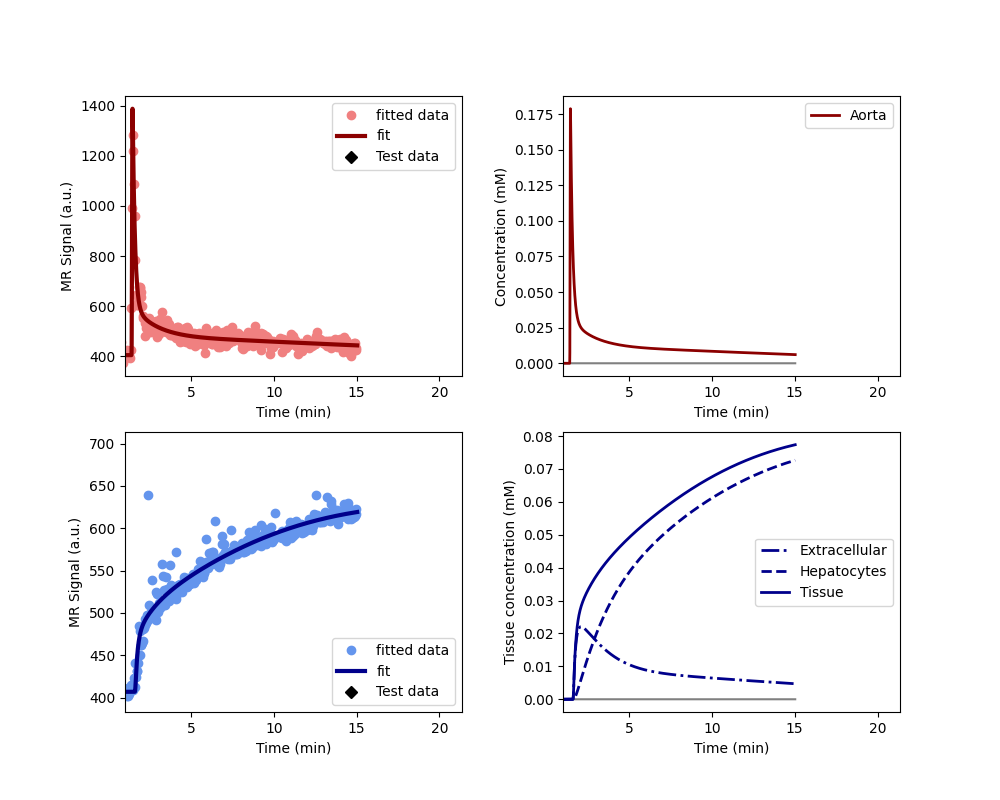 1400
1200
1000
800
600
400
MR Signal (a.u.)
5
10
15
20
Time (min)
fitted data
fit
Test data
0.175
0.150
0.125
0.100
0.075
0.050
0.025
0.000
Concentration (mM)
5
10
15
20
Time (min)
Aorta
700
650
600
550
500
450
400
MR Signal (a.u.)
5
10
15
20
Time (min)
fitted data
fit
Test data
0.08
0.07
0.06
0.05
0.04
0.03
0.02
0.01
0.00
Tissue concentration (mM)
5
10
15
20
Time (min)
Extracellular
Hepatocytes
Tissue